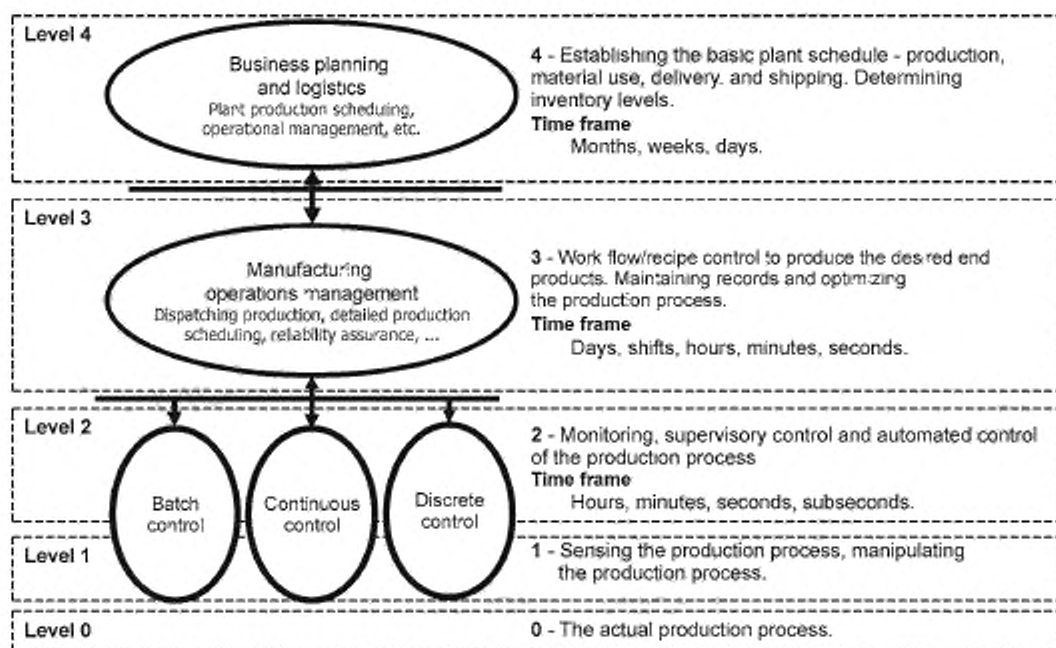 Level 4
Business planning
and logistics
Plant production scheduling,
operational management, etc.
4 - Establishing the basic plant schedule - production,
material use, delivery, and shipping. Determining
inventory levels.
Time frame
Months, weeks, days.
Level 3
Manufacturing
operations management
Dispatching production, detailed production
scheduling, reliability assurance, ...
3 - Work flow/recipe control to produce the desired end
products. Maintaining records and optimizing
the production process.
Time frame
Days, shifts, hours, minutes, seconds.
Level 2
Batch
control
Continuous
control
Discrete
control
2 - Monitoring, supervisory control and automated control
of the production process
Time frame
Hours, minutes, seconds, subseconds.
Level 1
1 - Sensing the production process, manipulating
the production process.
Level 0
0 - The actual production process.